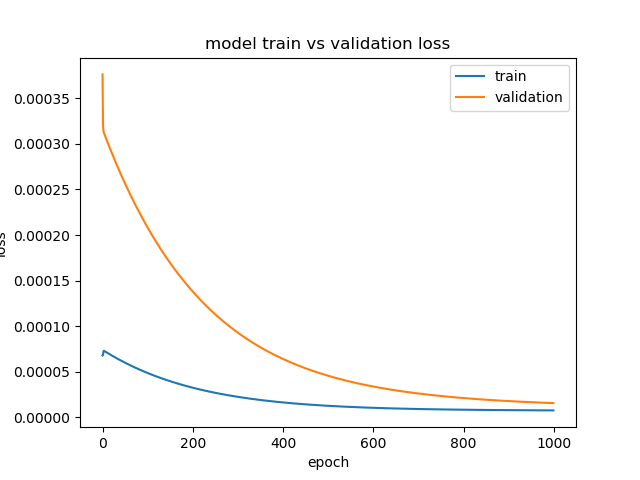 model train vs validation loss
train
validation
0.00035
0.00030
0.00025
0.00020
0.00015
0.00010
0.00005
0.00000
loss
0 200 400 600 800 1000
epoch